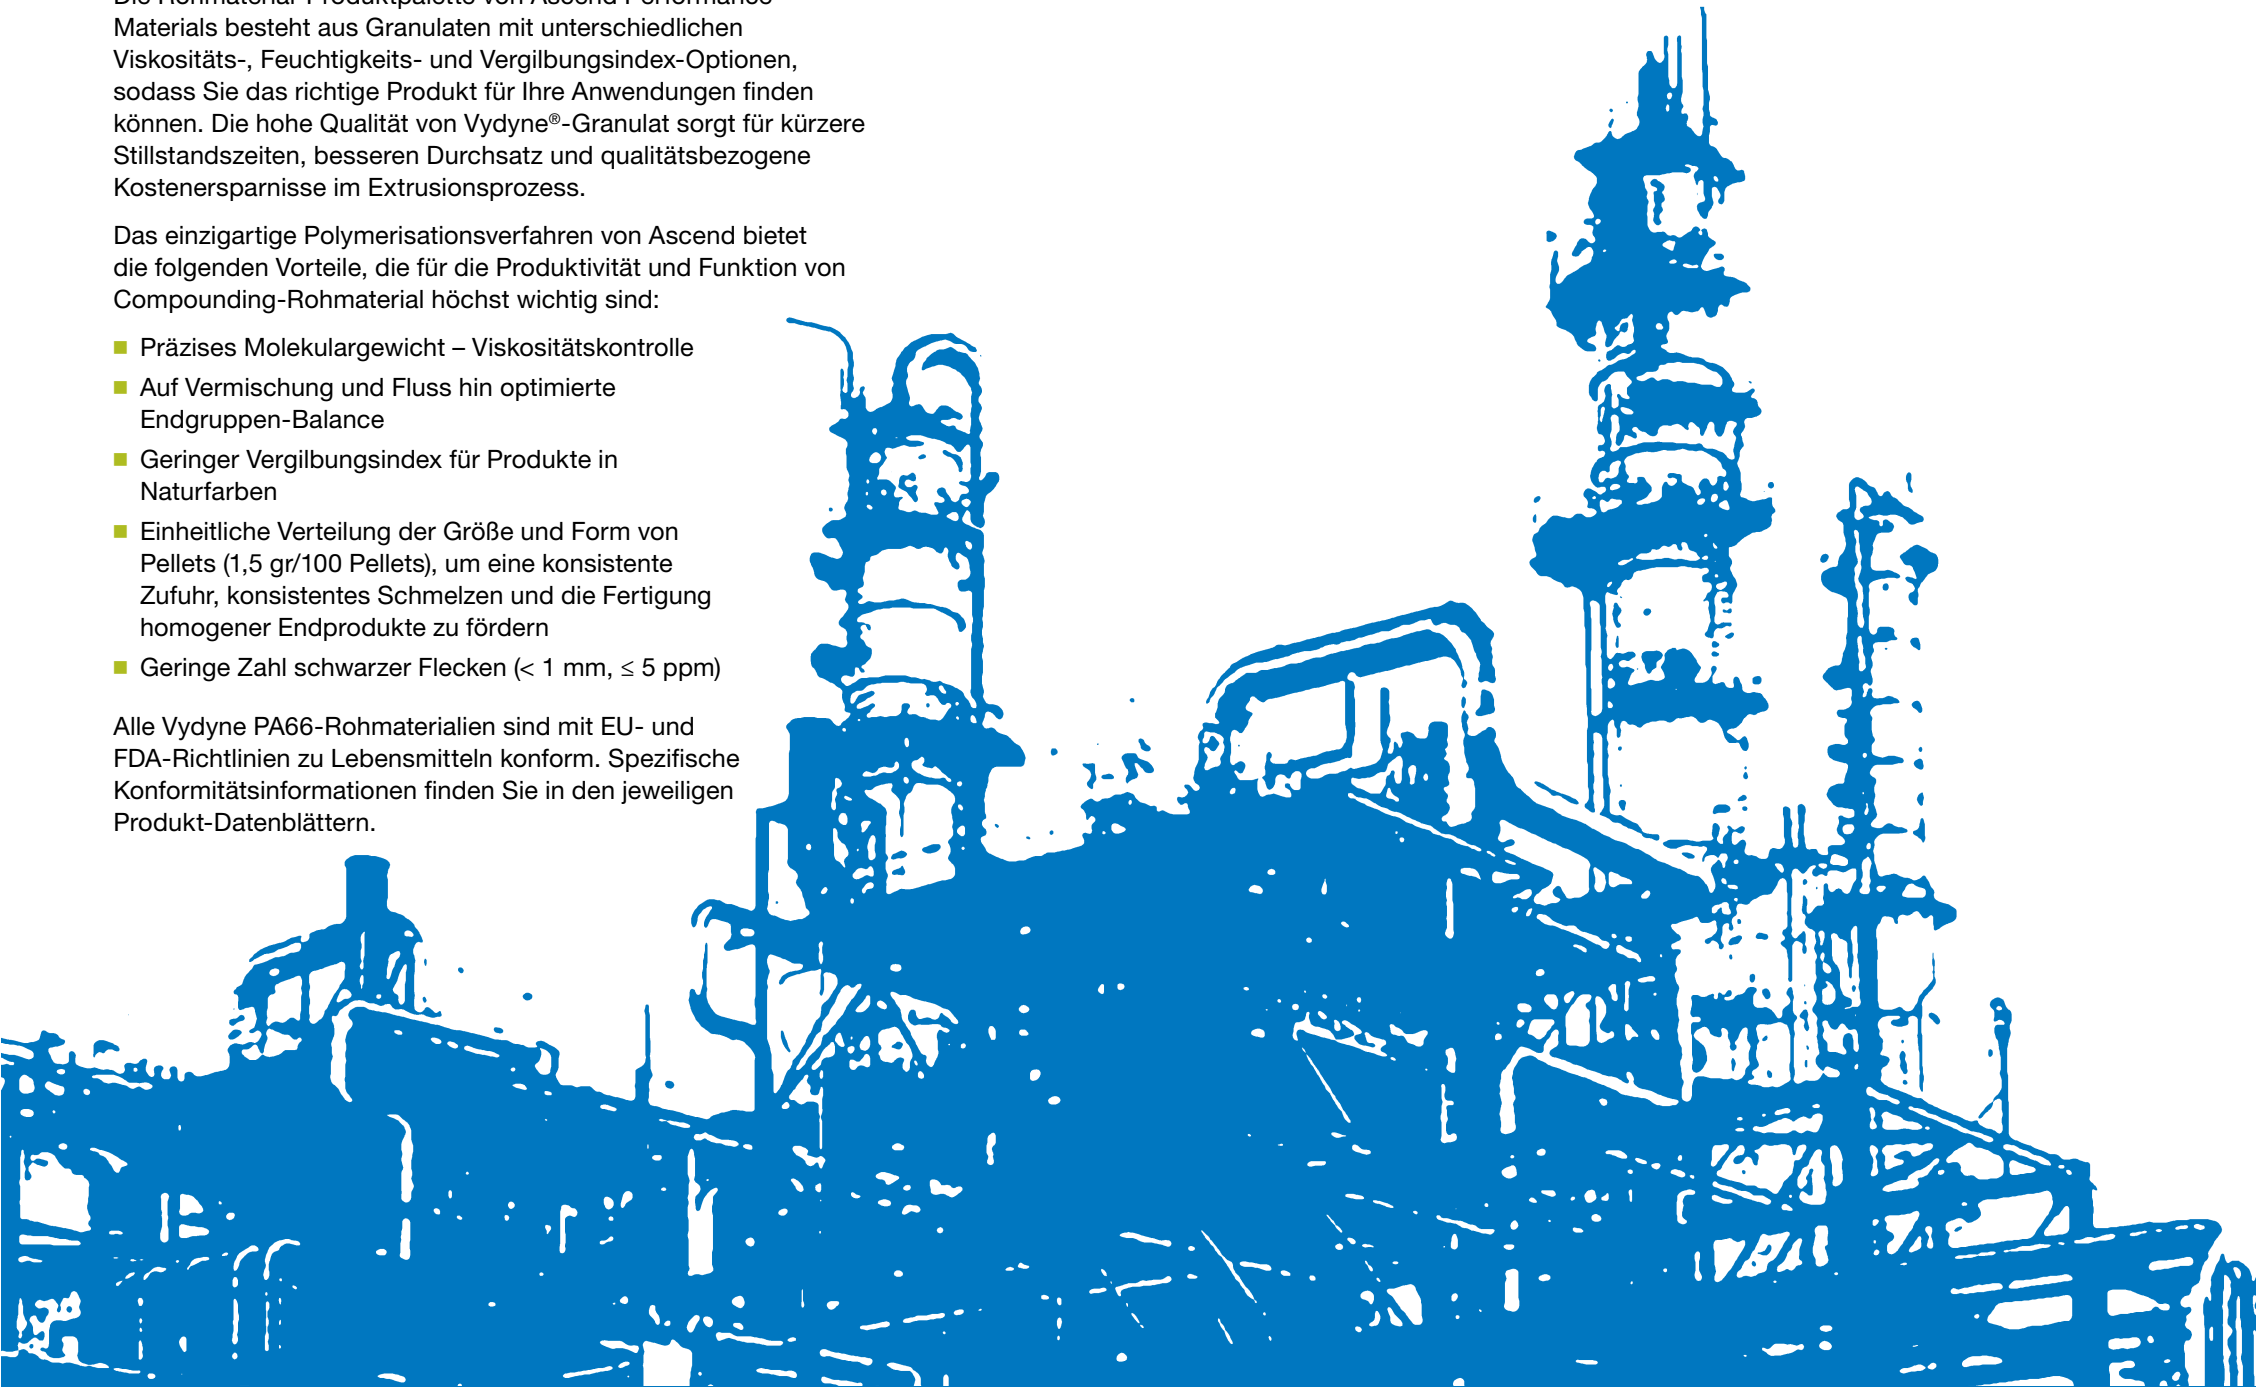 Die Rohmaterial-Produktpalette von Ascend Performance
Materials besteht aus Granulaten mit unterschiedlichen
Viskositäts-, Feuchtigkeits- und Vergilbungsindex-Optionen,
sodass Sie das richtige Produkt für Ihre Anwendungen finden
können. Die hohe Qualität von Vydyne®-Granulat sorgt für kürzere
Stillstandszeiten, besseren Durchsatz und qualitätsbezogene
Kostenersparnisse im Extrusionsprozess.
Das einzigartige Polymerisationsverfahren von Ascend bietet
die folgenden Vorteile, die für die Produktivität und Funktion von
Compounding-Rohmaterial höchst wichtig sind:
■ Präzises Molekulargewicht – Viskositätskontrolle
■ Auf Vermischung und Fluss hin optimierte
Endgruppen-Balance
■ Geringer Vergilbungsindex für Produkte in
Naturfarben
■ Einheitliche Verteilung der Größe und Form von
Pellets (1,5 gr/100 Pellets), um eine konsistente
Zufuhr, konsistentes Schmelzen und die Fertigung
homogener Endprodukte zu fördern
■ Geringe Zahl schwarzer Flecken (< 1 mm, ≤ 5 ppm)
Alle Vydyne PA66-Rohmaterialien sind mit EU- und
FDA-Richtlinien zu Lebensmitteln konform. Spezifische
Konformitätsinformationen finden Sie in den jeweiligen
Produkt-Datenblättern.